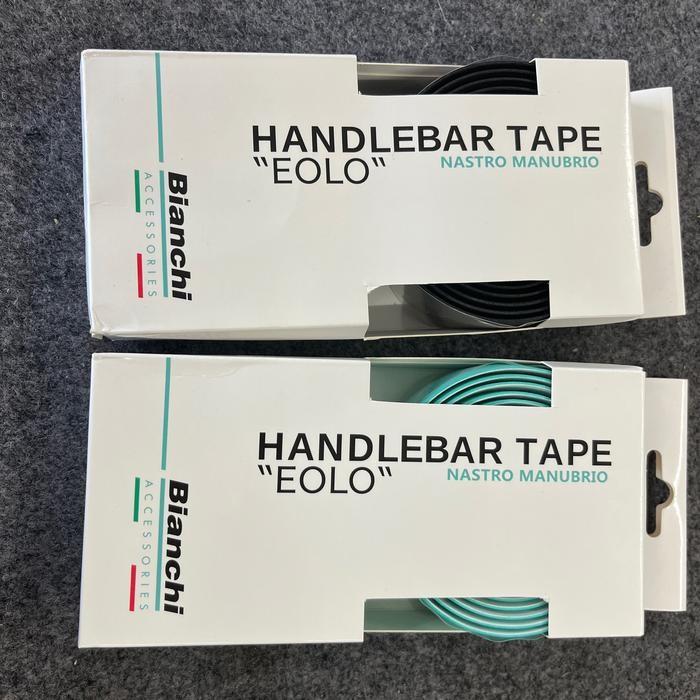 HANDLEBAR TAPE
"EOLO"
NASTRO MANUBRIO
Bianchi
ACCESSORIES
HANDLEBAR TAPE
"EOLO"
NASTRO MANUBRIO
Bianchi
ACCESSORIES